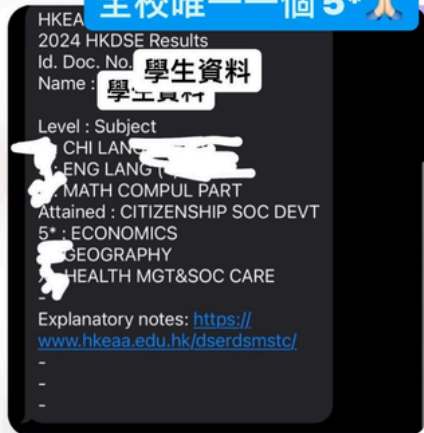 全校唯一一個 5*🙏🏻
HKEA
2024 HKDSE Results
Id. Doc. No.
學生資料
Name :
學生資料
Level : Subject
CHI LANG
: ENG LANG (
: MATH COMPUL PART
Attained : CITIZENSHIP SOC DEVT
5* : ECONOMICS
GEOGRAPHY
HEALTH MGT&SOC CARE
-
Explanatory notes: https://
www.hkeaa.edu.hk/dserdsmstc/
-
-
-